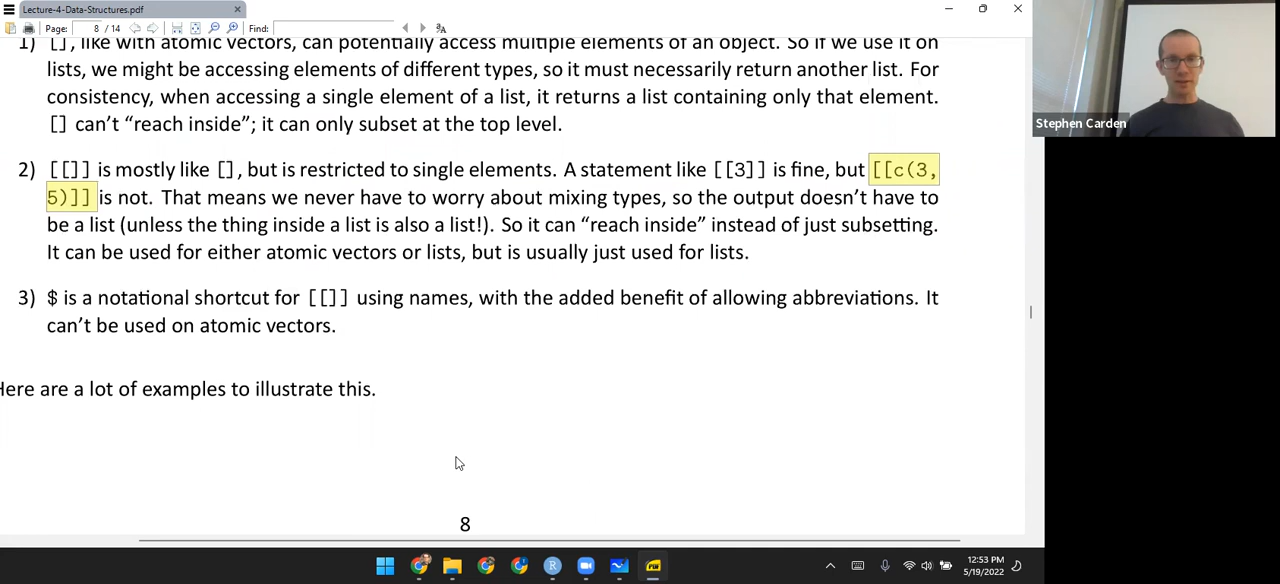 Lecture-4-Data-Structures.pdf
Page: 8 / 14 Find:
1) [], like with atomic vectors, can potentially access multiple elements of an object. So if we use it on
lists, we might be accessing elements of different types, so it must necessarily return another list. For
consistency, when accessing a single element of a list, it returns a list containing only that element.
[] can’t “reach inside”; it can only subset at the top level.
Stephen Carden
2) [[]] is mostly like [], but is restricted to single elements. A statement like [[3]] is fine, but [[c(3,
5)]] is not. That means we never have to worry about mixing types, so the output doesn’t have to
be a list (unless the thing inside a list is also a list!). So it can “reach inside” instead of just subsetting.
It can be used for either atomic vectors or lists, but is usually just used for lists.
3) $ is a notational shortcut for [[]] using names, with the added benefit of allowing abbreviations. It
can’t be used on atomic vectors.
Here are a lot of examples to illustrate this.
8
12:53 PM
5/19/2022